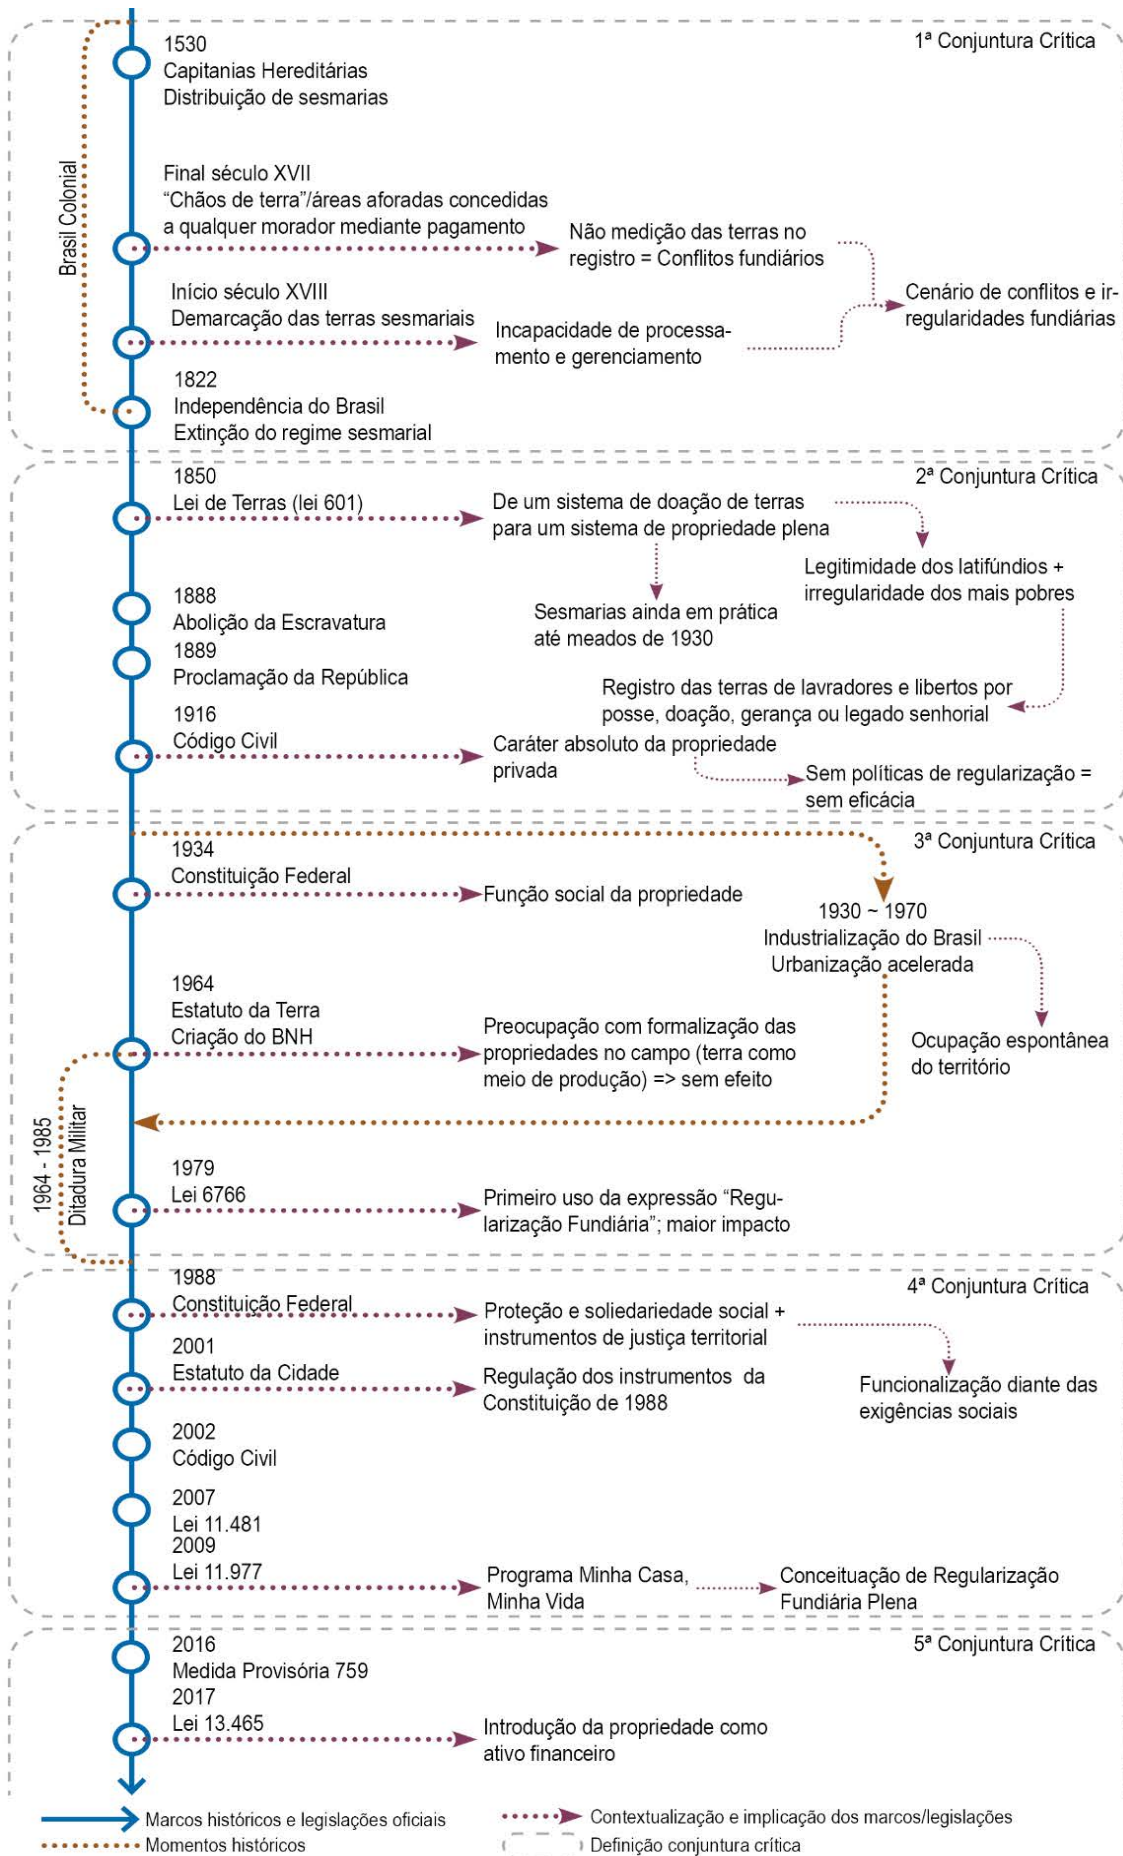 1ª Conjuntura Crítica
1530
Capitanias Hereditárias
Distribuição de sesmarias
Brasil Colonial
Final século XVII
“Chãos de terra”/áreas aforadas concedidas
a qualquer morador mediante pagamento
Não medição das terras no
registro = Conflitos fundiários
Início século XVIII
Demarcação das terras sesmariais
Incapacidade de processa-
mento e gerenciamento
Cenário de conflitos e ir-
regularidades fundiárias
1822
Independência do Brasil
Extinção do regime sesmarial
2ª Conjuntura Crítica
1850
Lei de Terras (lei 601)
De um sistema de doação de terras
para um sistema de propriedade plena
Legitimidade dos latifúndios +
irregularidade dos mais pobres
Sesmarias ainda em prática
até meados de 1930
1888
Abolição da Escravatura
1889
Proclamação da República
Registro das terras de lavradores e libertos por
posse, doação, gerança ou legado senhorial
1916
Código Civil
Caráter absoluto da propriedade
privada
Sem políticas de regularização =
sem eficácia
3ª Conjuntura Crítica
1934
Constituição Federal
Função social da propriedade
1930 ~ 1970
Industrialização do Brasil
Urbanização acelerada
Ocupação espontânea
do território
1964
Estatuto da Terra
Criação do BNH
Preocupação com formalização das
propriedades no campo (terra como
meio de produção) => sem efeito
1964 - 1985
Ditadura Militar
1979
Lei 6766
Primeiro uso da expressão “Regu-
larização Fundiária”; maior impacto
4ª Conjuntura Crítica
1988
Constituição Federal
Proteção e soliedariedade social +
instrumentos de justiça territorial
Funcionalização diante das
exigências sociais
2001
Estatuto da Cidade
Regulação dos instrumentos da
Constituição de 1988
2002
Código Civil
2007
Lei 11.481
2009
Lei 11.977
Programa Minha Casa,
Minha Vida
Conceituação de Regularização
Fundiária Plena
5ª Conjuntura Crítica
2016
Medida Provisória 759
2017
Lei 13.465
Introdução da propriedade como
ativo financeiro
Marcos históricos e legislações oficiais
Momentos históricos
Contextualização e implicação dos marcos/legislações
Definição conjuntura crítica